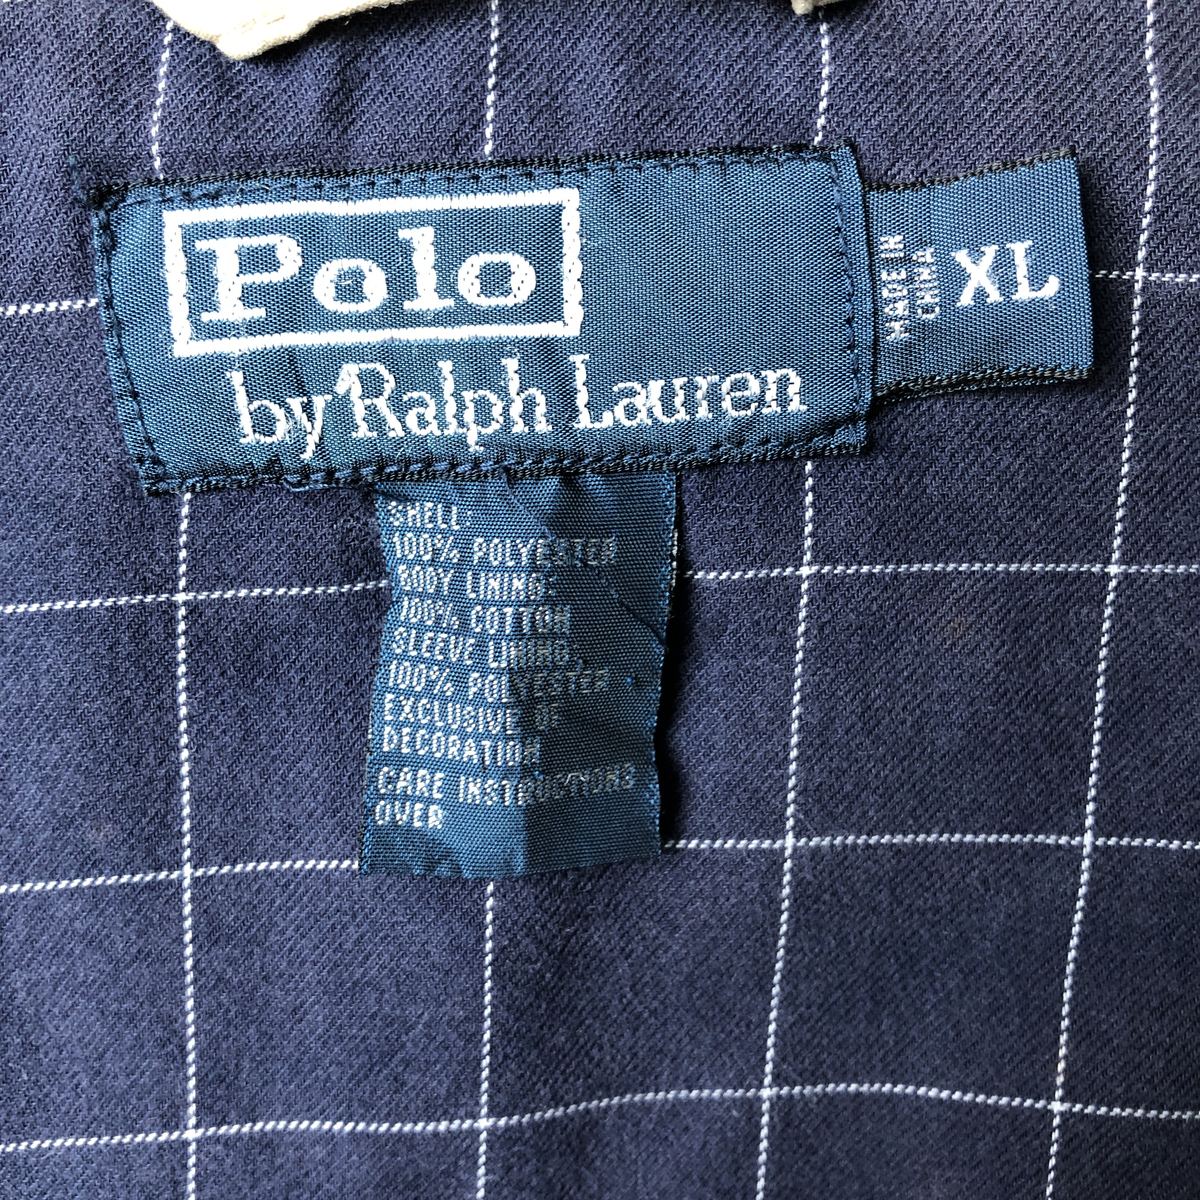 Polo
by Ralph Lauren
MADE IN
CHINA
XL
SHELL:
100% POLYESTER
BODY LINING:
100% COTTON
SLEEVE LINING:
100% POLYESTER
EXCLUSIVE OF
DECORATION
CARE INSTRUCTIONS
OVER